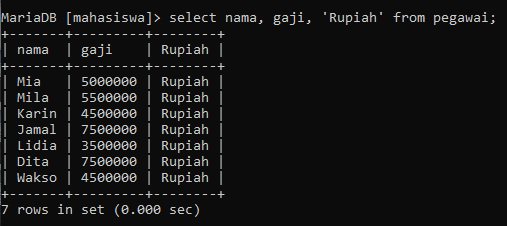 MariaDB [mahasiswa]> select nama, gaji, 'Rupiah' from pegawai;
+-------+---------+--------+
| nama  | gaji    | Rupiah |
+-------+---------+--------+
| Mia   | 5000000 | Rupiah |
| Mila  | 5500000 | Rupiah |
| Karin | 4500000 | Rupiah |
| Jamal | 7500000 | Rupiah |
| Lidia | 3500000 | Rupiah |
| Dita  | 7500000 | Rupiah |
| Wakso | 4500000 | Rupiah |
+-------+---------+--------+
7 rows in set (0.000 sec)